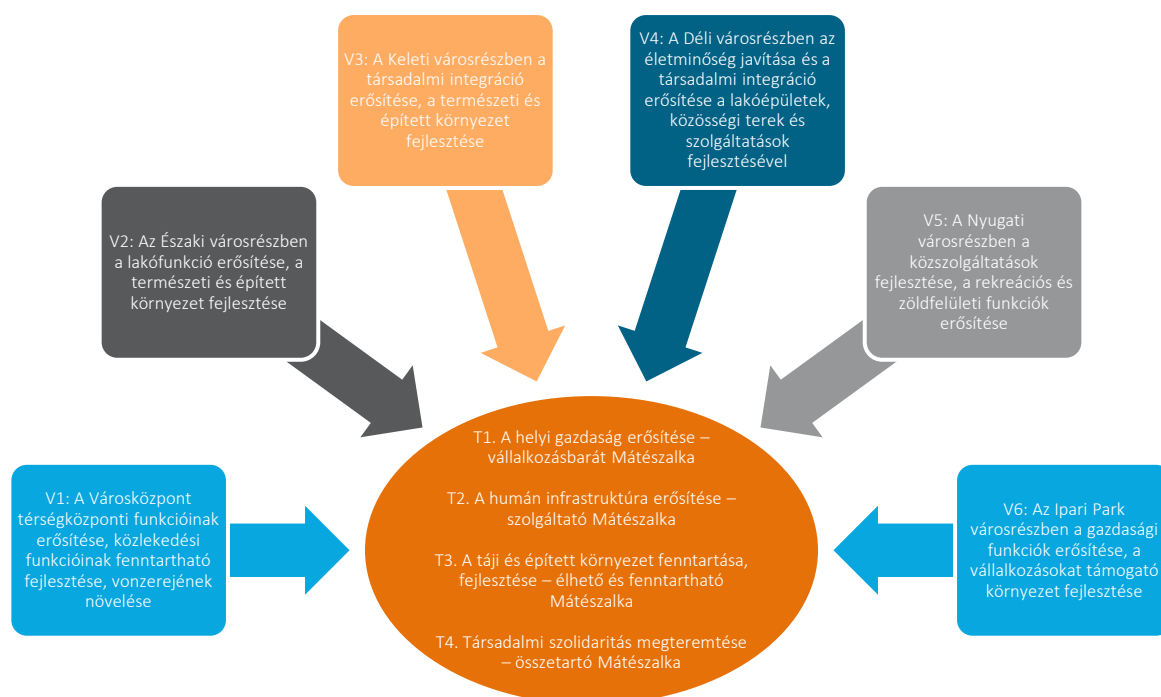 V1: A Városközpont
térségközponti funkcióinak
erősítése, közlekedési
funkcióinak fenntartható
fejlesztése, vonzerejének
növelése
V2: Az Északi városrészben
a lakófunkció erősítése, a
természeti és épített
környezet fejlesztése
V3: A Keleti városrészben a
társadalmi integráció
erősítése, a természeti és
épített környezet
fejlesztése
V4: A Déli városrészben az
életminőség javítása és a
társadalmi integráció
erősítése a lakóépületek,
közösségi terek és
szolgáltatások
fejlesztésével
V5: A Nyugati
városrészben a
közszolgáltatások
fejlesztése, a rekreációs és
zöldfelületi funkciók
erősítése
V6: Az Ipari Park
városrészben a gazdasági
funkciók erősítése, a
vállalkozásokat támogató
környezet fejlesztése
T1. A helyi gazdaság erősítése –
vállalkozásbarát Mátészalka
T2. A humán infrastruktúra erősítése –
szolgáltató Mátészalka
T3. A táji és épített környezet fenntartása,
fejlesztése – élhető és fenntartható
Mátészalka
T4. Társadalmi szolidaritás megteremtése
– összetartó Mátészalka